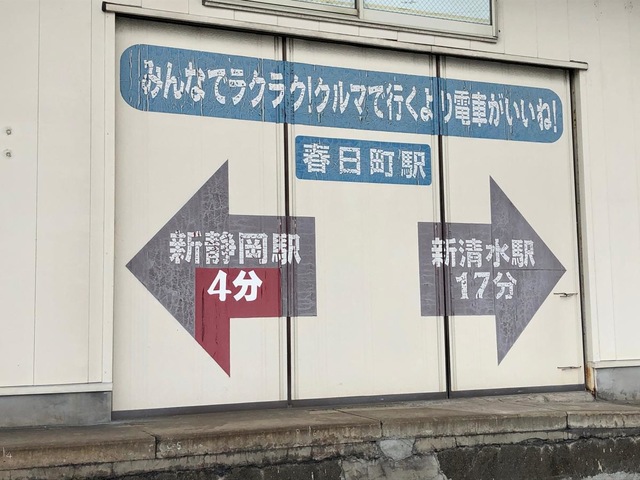 みんなでラクラク!クルマで行くより電車がいいね!
春日町駅
新静岡駅
4分
新清水駅
17分